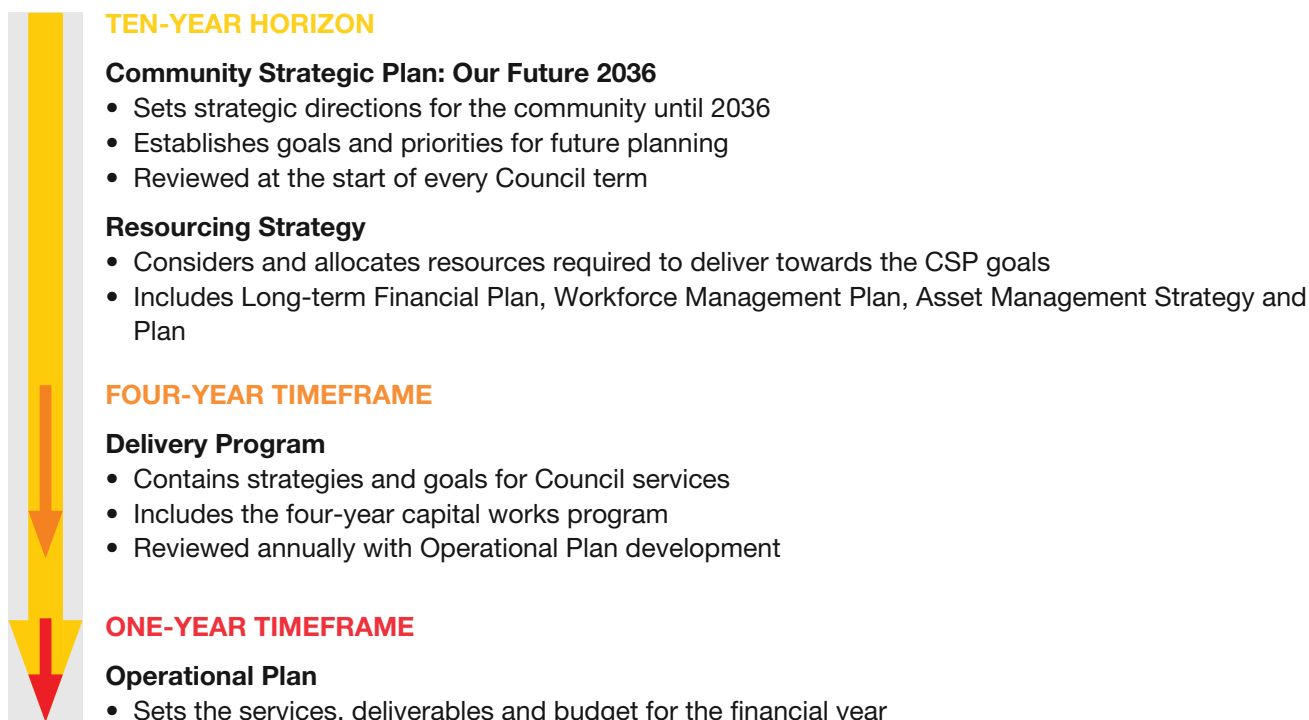 TEN-YEAR HORIZON
Community Strategic Plan: Our Future 2036
• Sets strategic directions for the community until 2036
• Establishes goals and priorities for future planning
• Reviewed at the start of every Council term
Resourcing Strategy
• Considers and allocates resources required to deliver towards the CSP goals
• Includes Long-term Financial Plan, Workforce Management Plan, Asset Management Strategy and
Plan
FOUR-YEAR TIMEFRAME
Delivery Program
• Contains strategies and goals for Council services
• Includes the four-year capital works program
• Reviewed annually with Operational Plan development
ONE-YEAR TIMEFRAME
Operational Plan
• Sets the services, deliverables and budget for the financial year